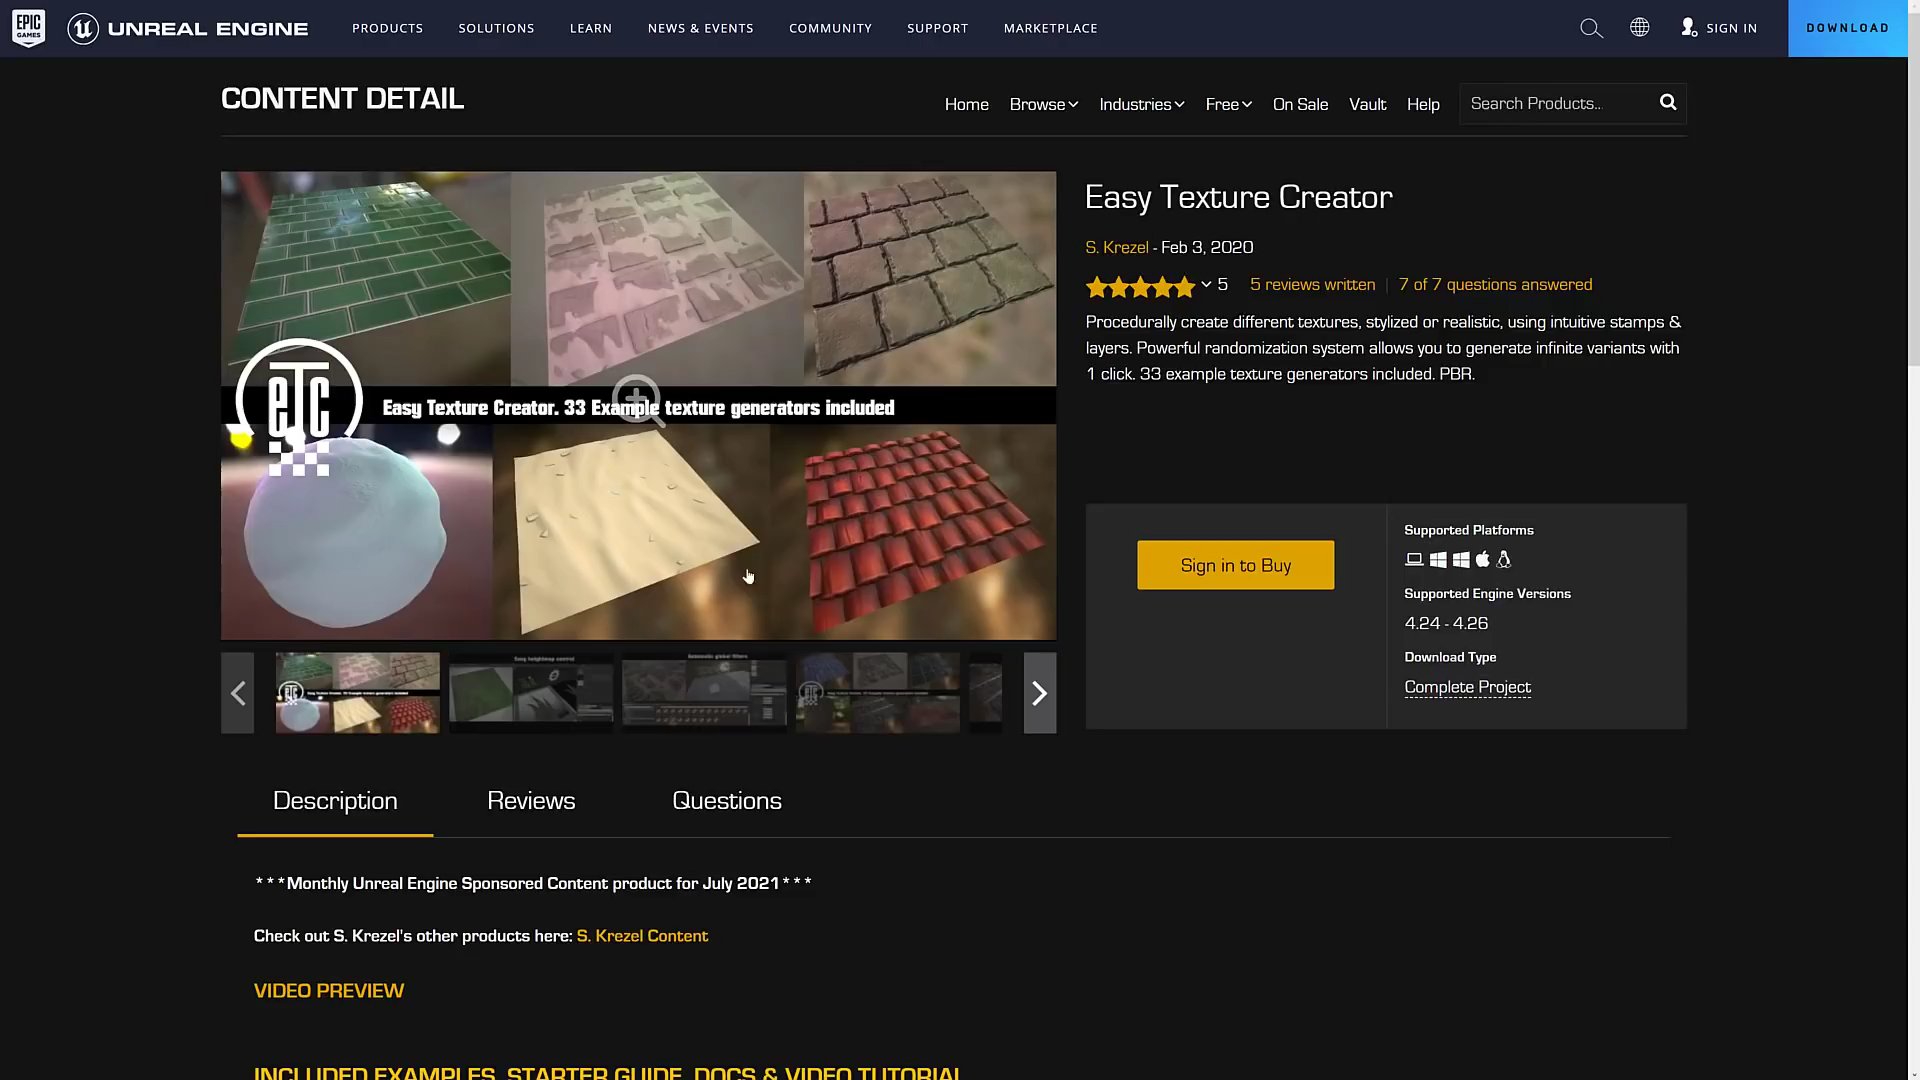 EPIC GAMES
UNREAL ENGINE
PRODUCTS
SOLUTIONS
LEARN
NEWS & EVENTS
COMMUNITY
SUPPORT
MARKETPLACE
SIGN IN
DOWNLOAD
CONTENT DETAIL
Home
Browse
Industries
Free
On Sale
Vault
Help
Search Products...
Easy Texture Creator
S. Krezel - Feb 3, 2020
5
5 reviews written
7 of 7 questions answered
Procedurally create different textures, stylized or realistic, using intuitive stamps &
layers. Powerful randomization system allows you to generate infinite variants with
1 click. 33 example texture generators included. PBR.
eTC
Easy Texture Creator. 33 Example texture generators included
Sign in to Buy
Supported Platforms
Supported Engine Versions
4.24 - 4.26
Download Type
Complete Project
Easy heightmap control
Description
Reviews
Questions
***Monthly Unreal Engine Sponsored Content product for July 2021***
Check out S. Krezel's other products here: S. Krezel Content
VIDEO PREVIEW
INCLUDED EXAMPLES, STARTER GUIDE, DOCS & VIDEO TUTORIAL